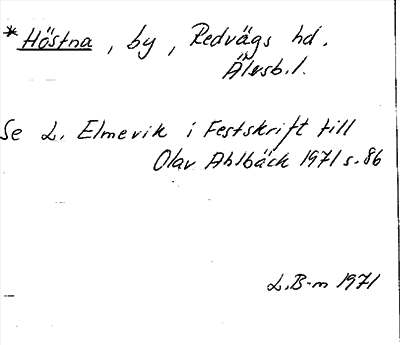 *Höstna, by, Redvägs hd.
Älvsb.l.
Se L. Elmevik i Festskrift till
Olav Ahlbäck 1971 s. 86
L.B-m 1971